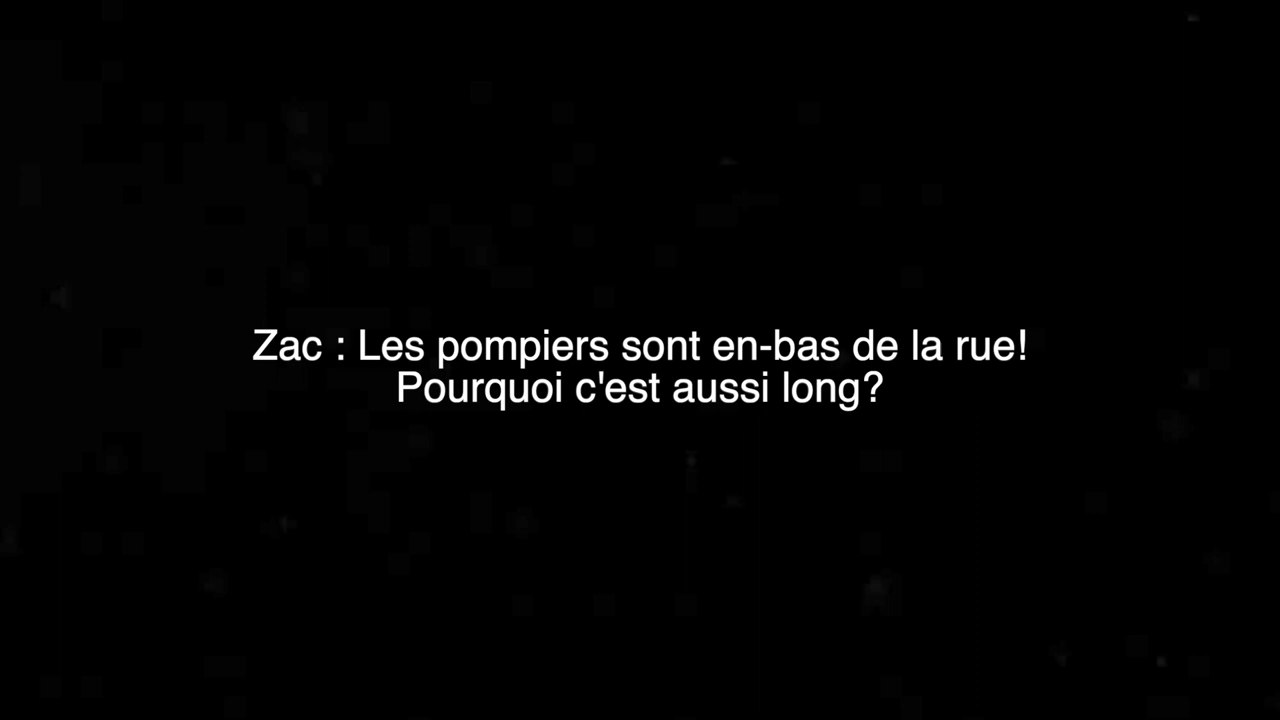 Zac : Les pompiers sont en-bas de la rue!
Pourquoi c'est aussi long?